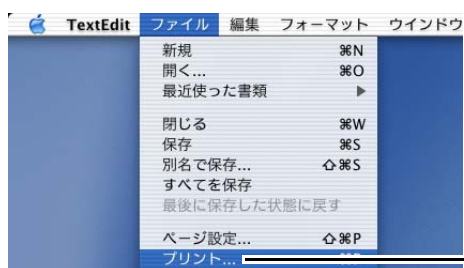 TextEdit ファイル 編集 フォーマット ウインドウ
新規 ⌘N
開く... ⌘O
最近使った書類 ▶
閉じる ⌘W
保存 ⌘S
別名で保存... ⇧⌘S
すべてを保存
最後に保存した状態に戻す
ページ設定... ⇧⌘P
プリント...